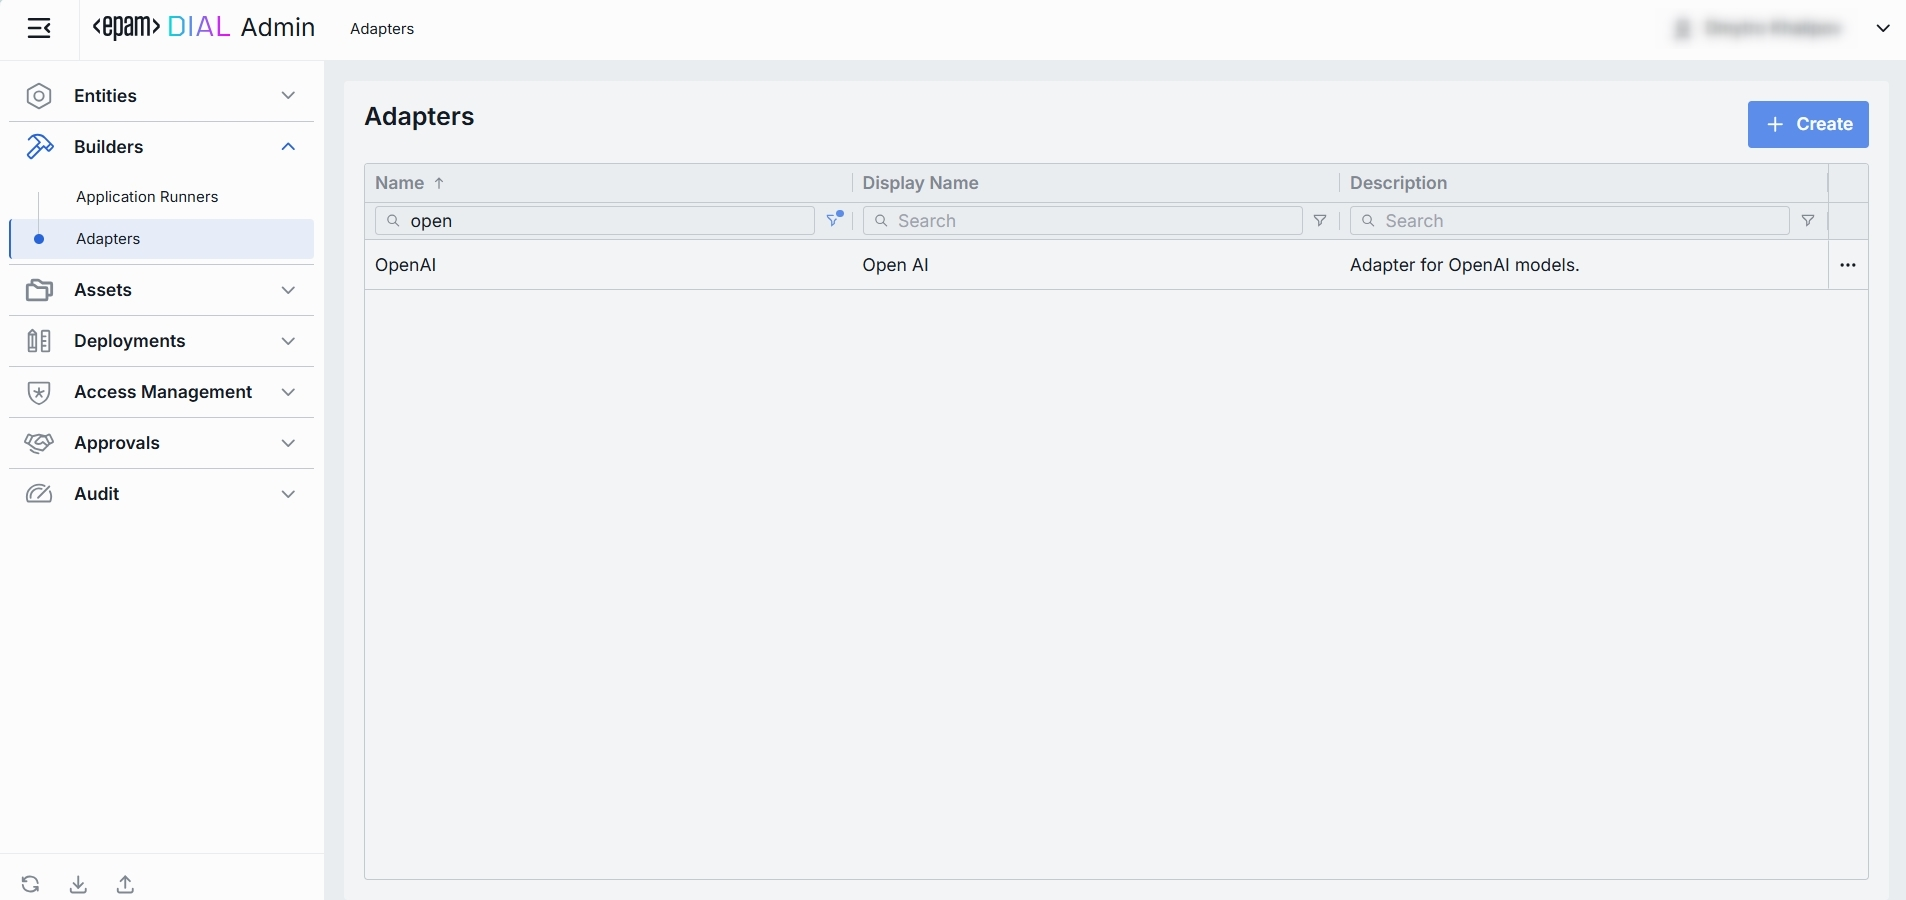 <epam> DIAL Admin
Adapters
Entities
Builders
Application Runners
Adapters
Assets
Deployments
Access Management
Approvals
Audit
Adapters
+ Create
Name ↑ Display Name Description
open Search Search
OpenAI Open AI Adapter for OpenAI models. ...